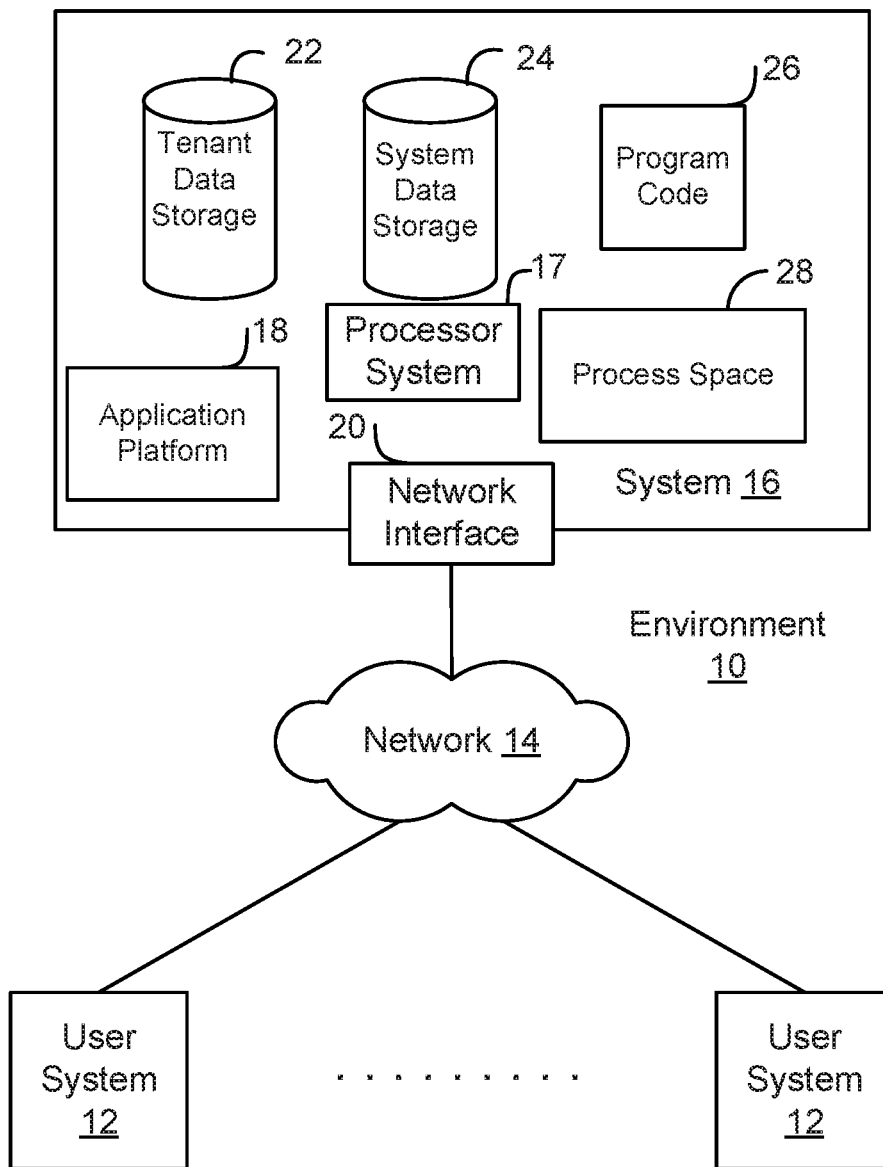 22
Tenant
Data
Storage
24
System
Data
Storage
26
Program
Code
17
Processor
System
28
Process Space
18
Application
Platform
20
Network
Interface
System 16
Environment
10
Network 14
User
System
12
. . . . . . . . .
User
System
12